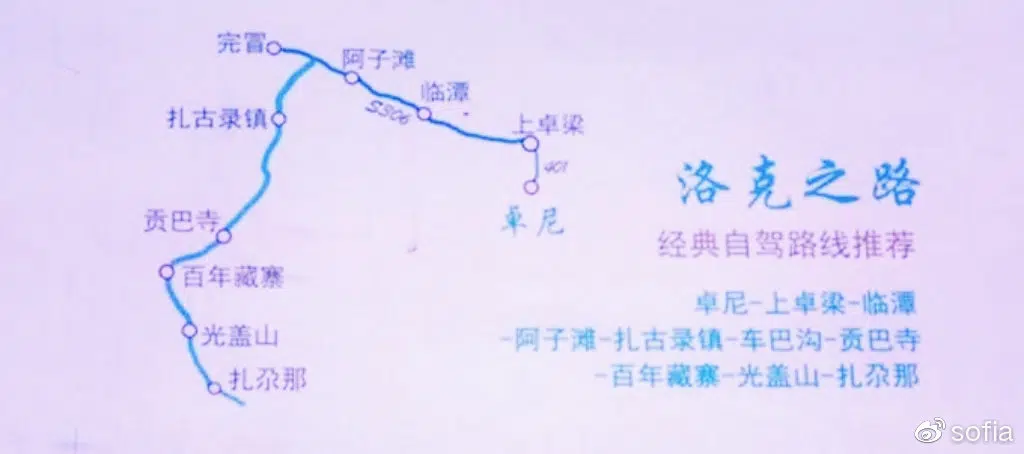 完冒
阿子滩
临潭
S306
上卓梁
扎古录镇
401
卓尼
洛克之路
贡巴寺
经典自驾路线推荐
百年藏寨
卓尼-上卓梁-临潭
光盖山
-阿子滩-扎古录镇-车巴沟-贡巴寺
扎尕那
-百年藏寨-光盖山-扎尕那
sofia